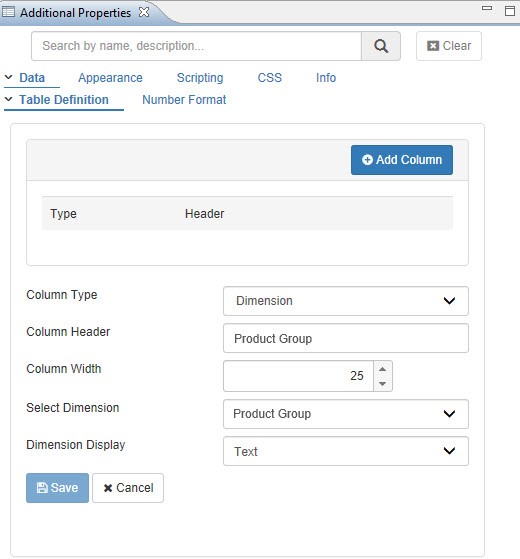 Additional Properties
Search by name, description...
Clear
Data Appearance Scripting CSS Info
Table Definition Number Format
Add Column
Type Header
Column Type Dimension
Column Header Product Group
Column Width 25
Select Dimension Product Group
Dimension Display Text
Save Cancel